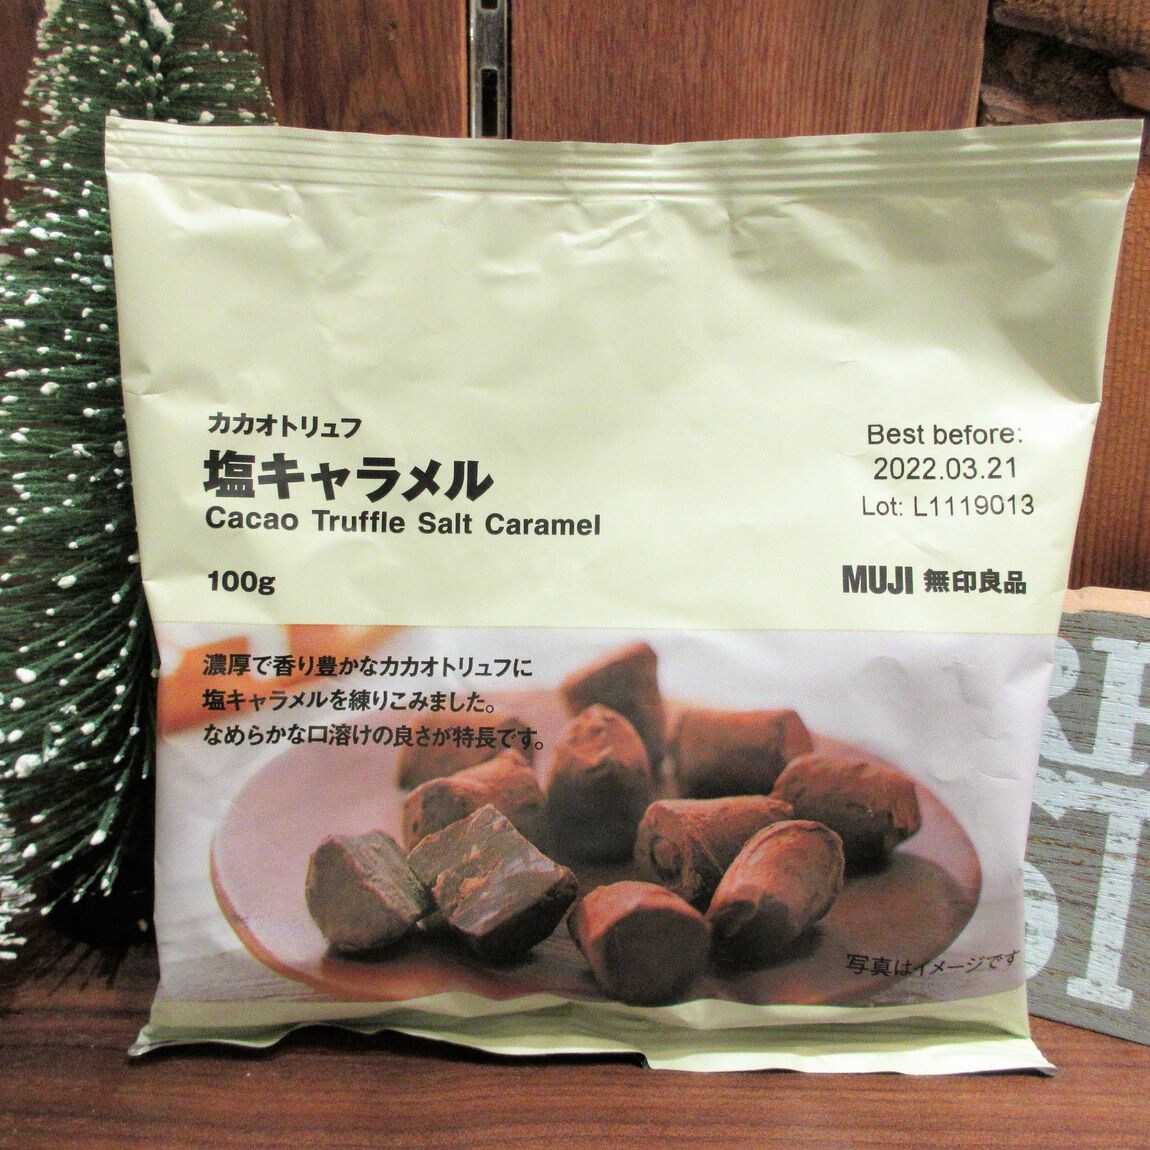 カカオトリュフ
塩キャラメル
Cacao Truffle Salt Caramel
100g
Best before:
2022.03.21
Lot: L1119013
MUJI 無印良品
濃厚で香り豊かなカカオトリュフに
塩キャラメルを練りこみました。
なめらかな口溶けの良さが特長です。
写真はイメージです